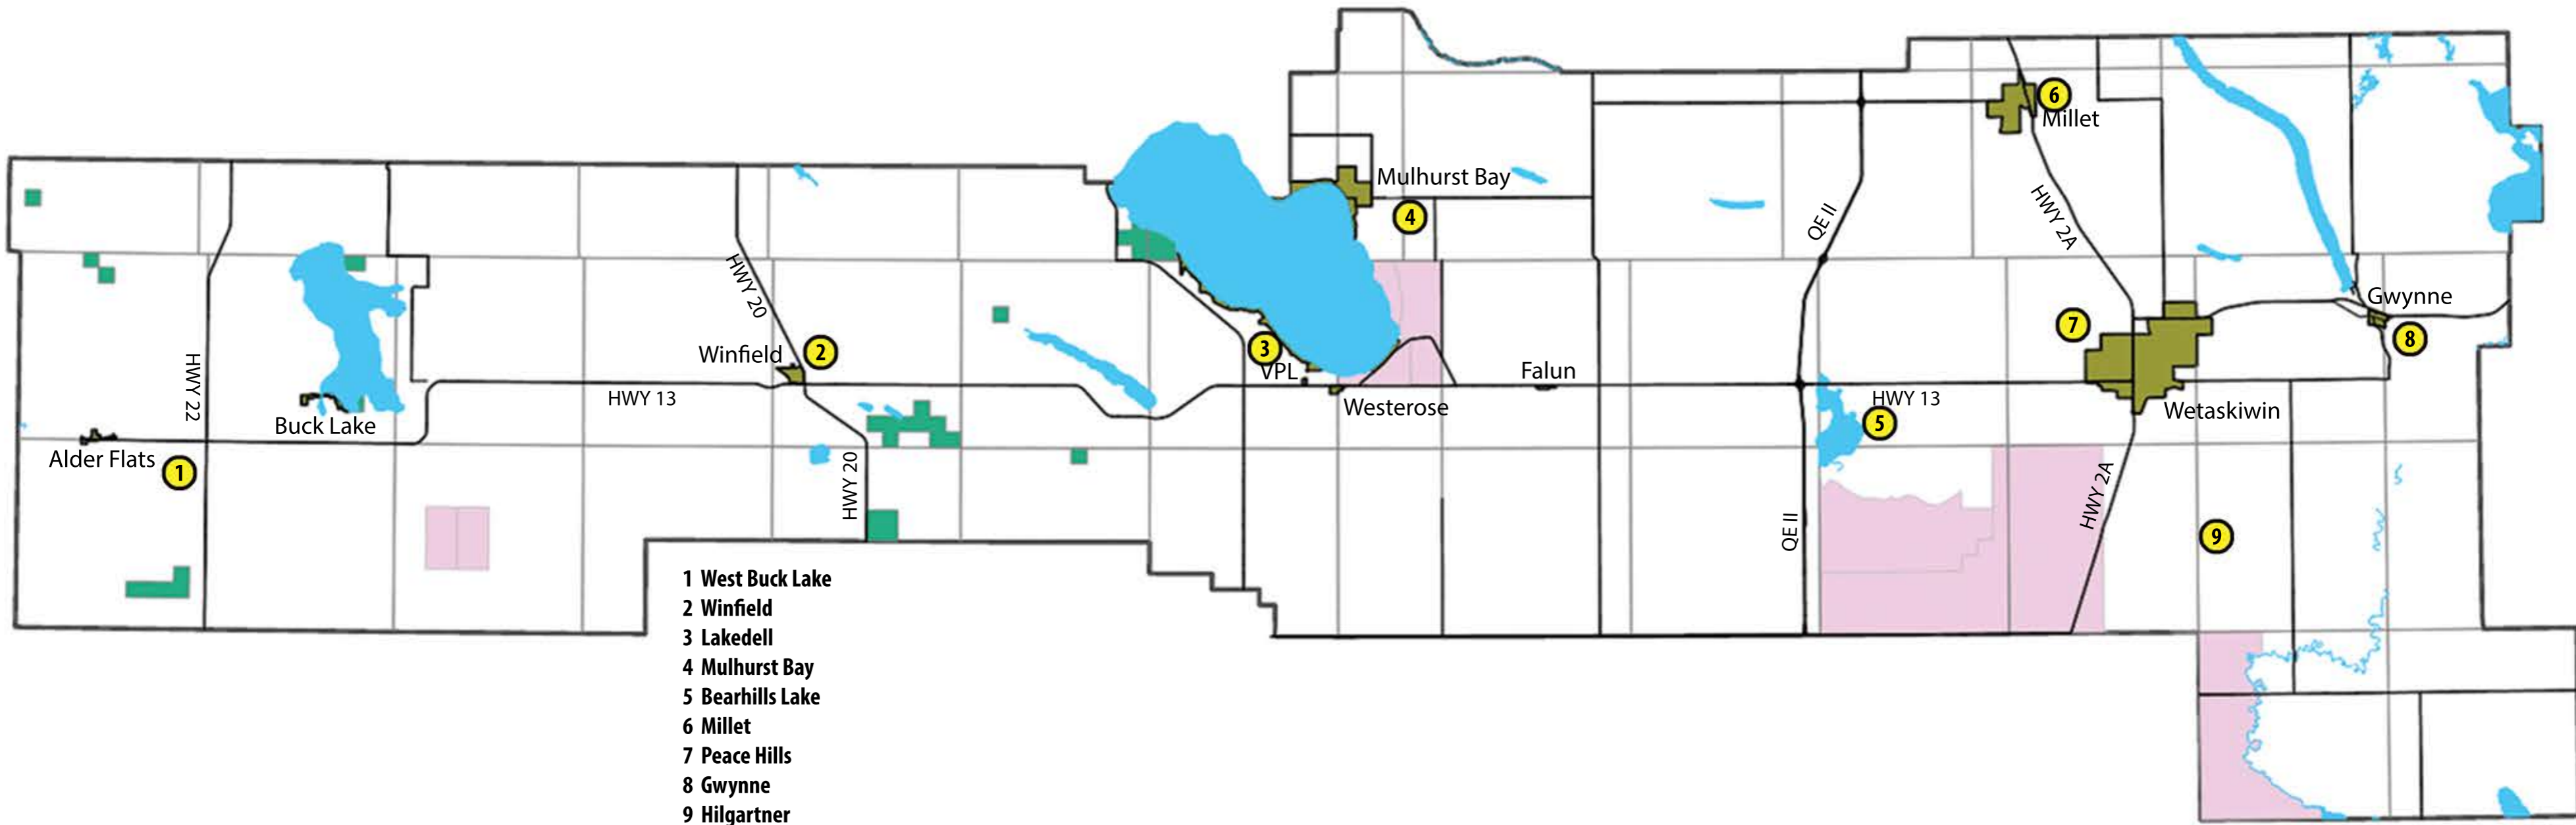 6
Millet
Mulhurst Bay
4
HWY 2A
QE II
HWY 20
Gwynne
7
8
3
2
Winfield
VPL
Falun
HWY 22
HWY 13
HWY 13
Westerose
Wetaskiwin
5
Buck Lake
Alder Flats
1
HWY 20
HWY 2A
QE II
9
1 West Buck Lake
2 Winfield
3 Lakedell
4 Mulhurst Bay
5 Bearhills Lake
6 Millet
7 Peace Hills
8 Gwynne
9 Hilgartner